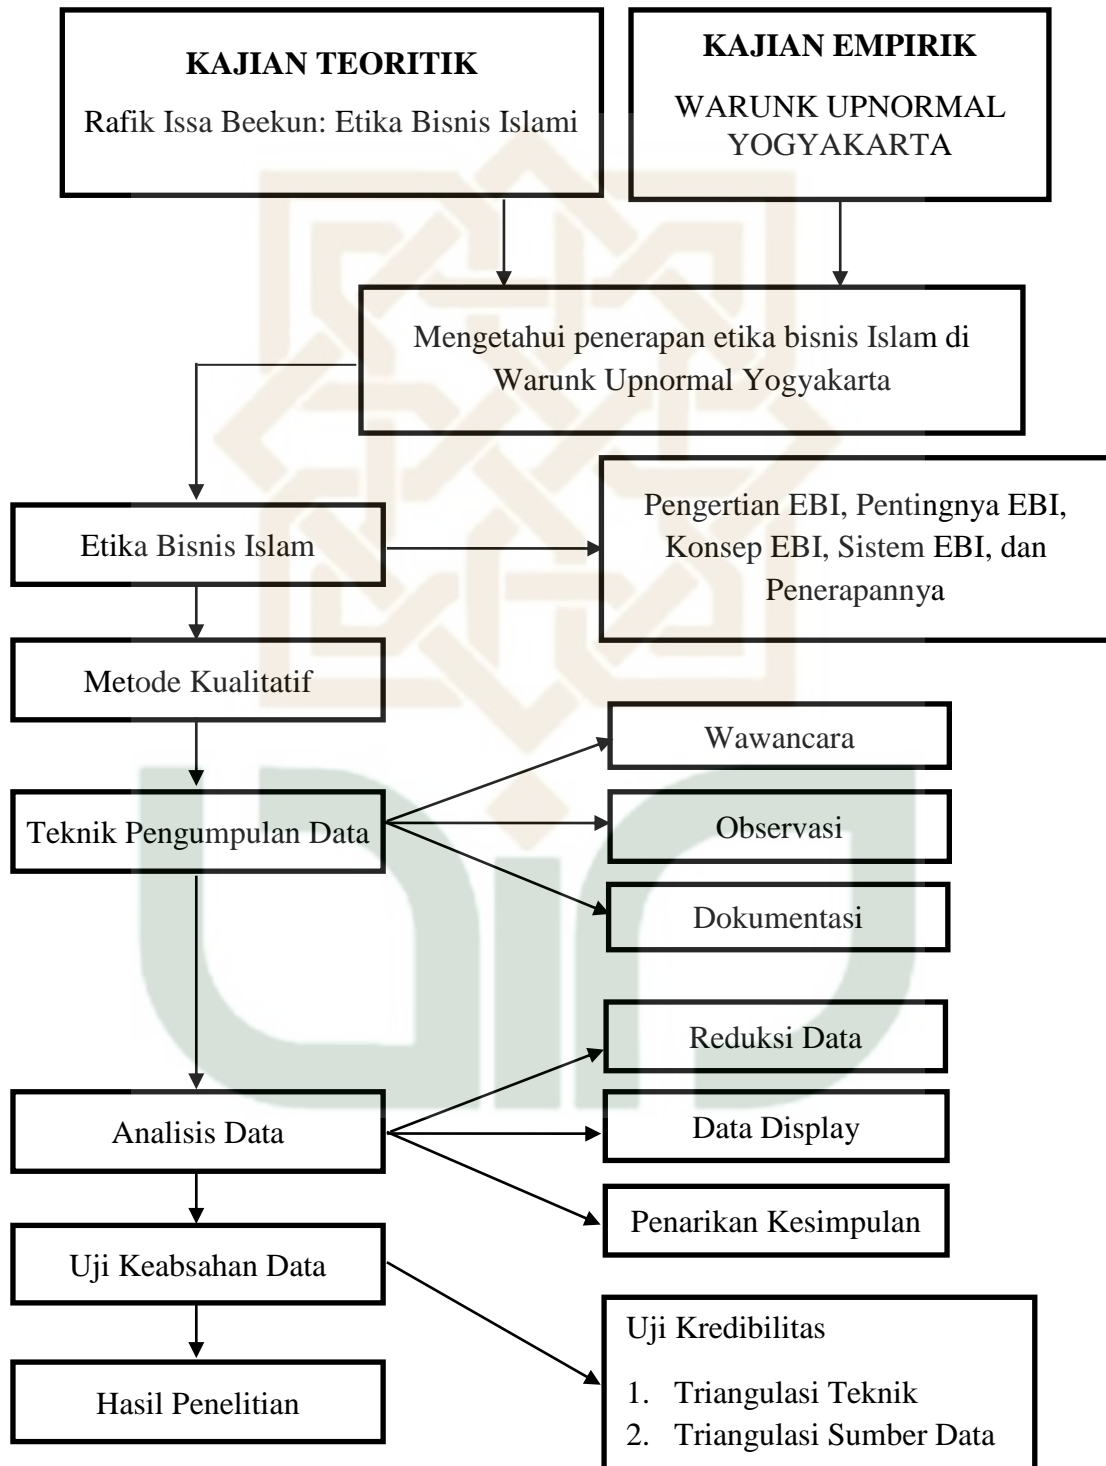 KAJIAN TEORITIK
Rafik Issa Beekun: Etika Bisnis Islami
KAJIAN EMPIRIK
WARUNK UPNORMAL
YOGYAKARTA
Mengetahui penerapan etika bisnis Islam di
Warunk Upnormal Yogyakarta
Etika Bisnis Islam
Pengertian EBI, Pentingnya EBI,
Konsep EBI, Sistem EBI, dan
Penerapannya
Metode Kualitatif
Teknik Pengumpulan Data
Wawancara
Observasi
Dokumentasi
Analisis Data
Reduksi Data
Data Display
Penarikan Kesimpulan
Uji Keabsahan Data
Uji Kredibilitas
1. Triangulasi Teknik
2. Triangulasi Sumber Data
Hasil Penelitian